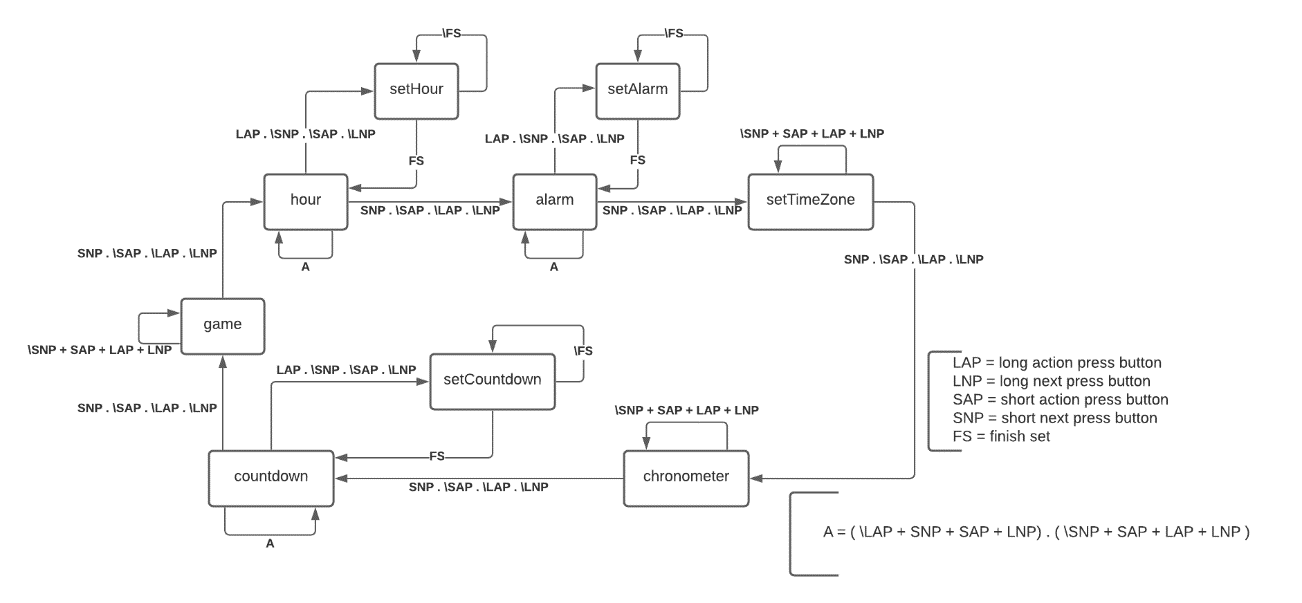 \FS
\FS
setHour
setAlarm
LAP . \SNP . \SAP . \LNP
LAP . \SNP . \SAP . \LNP
\SNP + SAP + LAP + LNP
FS
FS
hour
alarm
setTimeZone
SNP . \SAP . \LAP . \LNP
SNP . \SAP . \LAP . \LNP
SNP . \SAP . \LAP . \LNP
SNP . \SAP . \LAP . \LNP
A
A
game
\SNP + SAP + LAP + LNP
\FS
LAP . \SNP . \SAP . \LNP
setCountdown
LAP = long action press button
LNP = long next press button
SAP = short action press button
SNP = short next press button
FS = finish set
SNP . \SAP . \LAP . \LNP
\SNP + SAP + LAP + LNP
FS
countdown
chronometer
SNP . \SAP . \LAP . \LNP
A
A = ( \LAP + SNP + SAP + LNP) . ( \SNP + SAP + LAP + LNP )